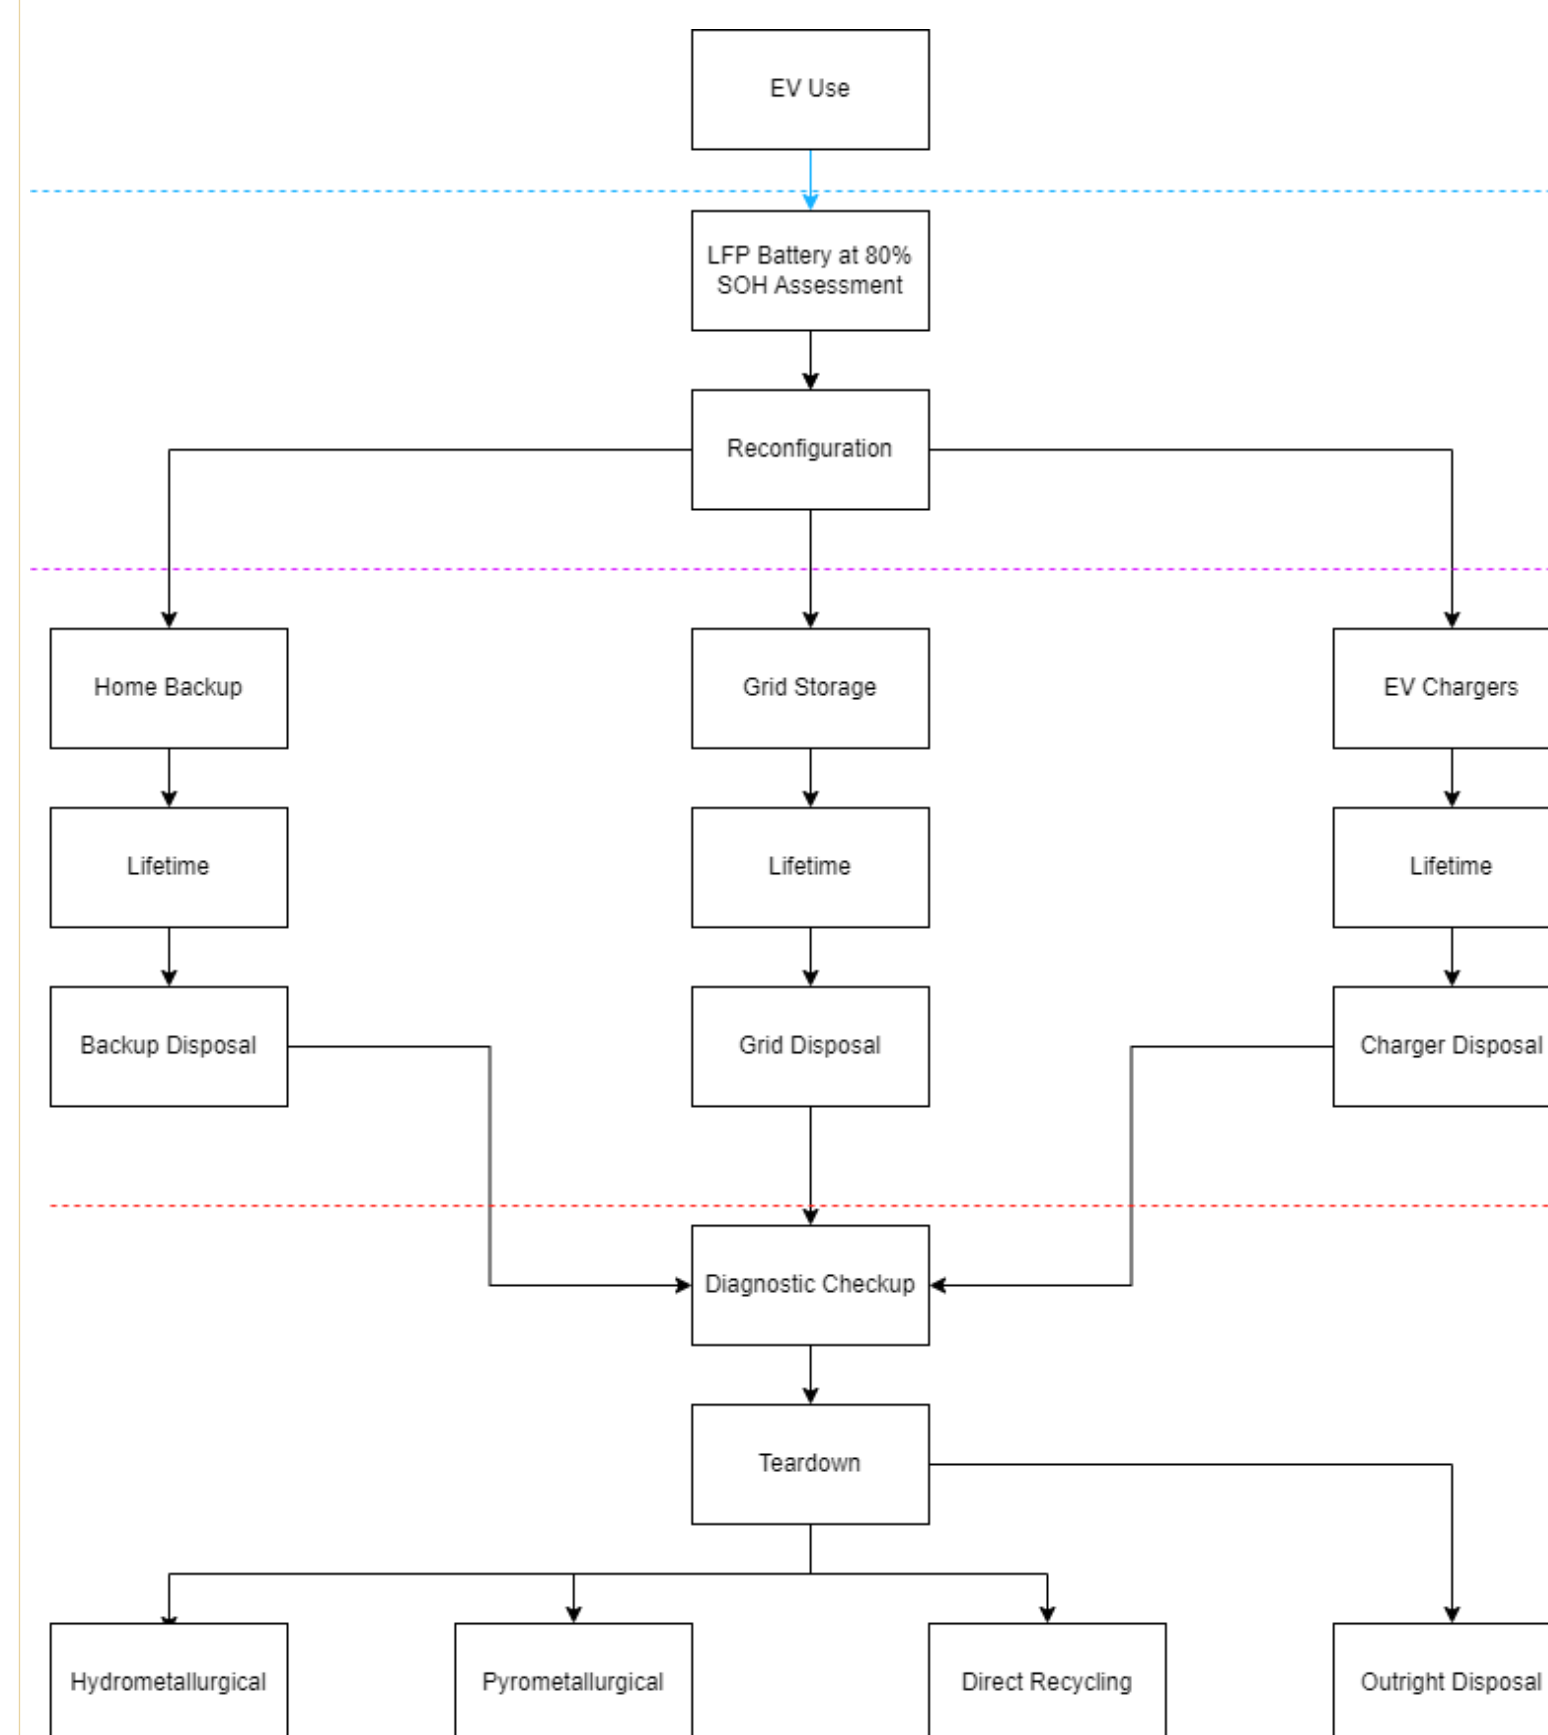 EV Use
LFP Battery at 80%
SOH Assessment
Reconfiguration
Home Backup
Grid Storage
EV Chargers
Lifetime
Lifetime
Lifetime
Backup Disposal
Grid Disposal
Charger Disposal
Diagnostic Checkup
Teardown
Hydrometallurgical
Pyrometallurgical
Direct Recycling
Outright Disposal